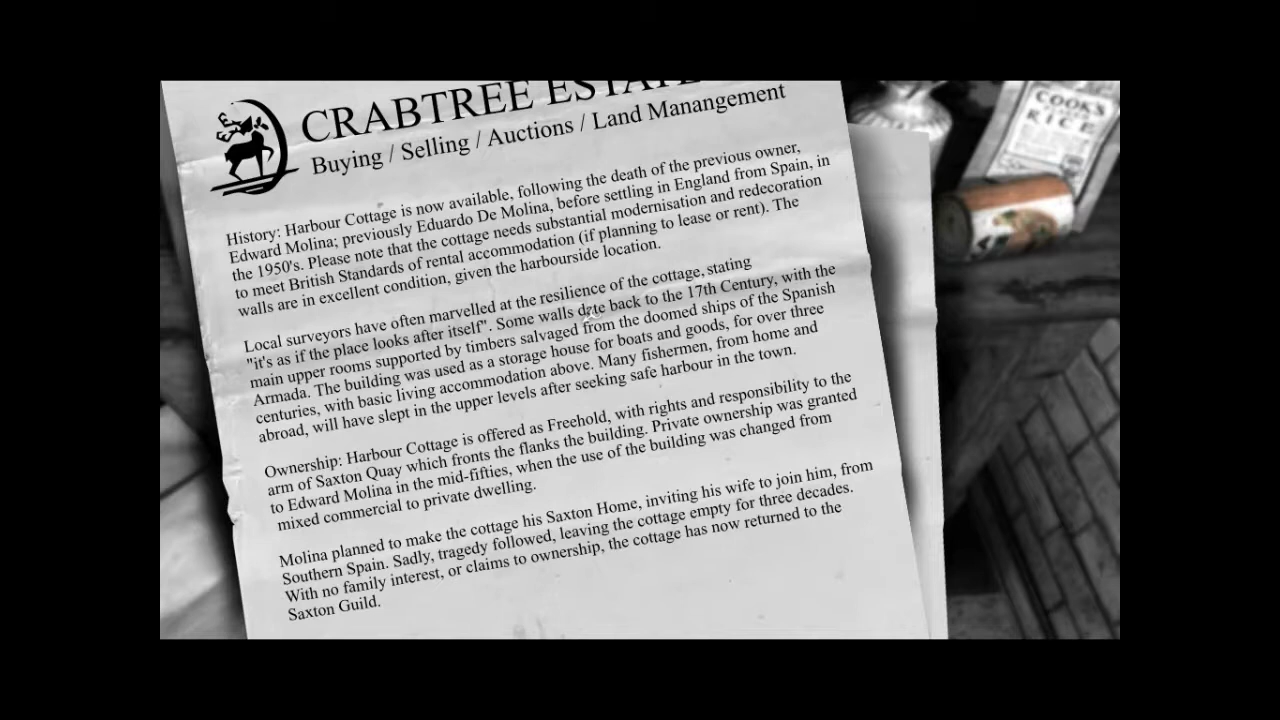 CRABTREE ESTATE
Buying / Selling / Auctions / Land Manangement
History: Harbour Cottage is now available, following the death of the previous owner,
Edward Molina; previously Eduardo De Molina, before settling in England from Spain, in
the 1950's. Please note that the cottage needs substantial modernisation and redecoration
to meet British Standards of rental accommodation (if planning to lease or rent). The
walls are in excellent condition, given the harbourside location.
Local surveyors have often marvelled at the resilience of the cottage, stating
"it's as if the place looks after itself". Some walls date back to the 17th Century, with the
main upper rooms supported by timbers salvaged from the doomed ships of the Spanish
Armada. The building was used as a storage house for boats and goods, for over three
centuries, with basic living accommodation above. Many fishermen, from home and
abroad, will have slept in the upper levels after seeking safe harbour in the town.
Ownership: Harbour Cottage is offered as Freehold, with rights and responsibility to the
arm of Saxton Quay which fronts the flanks the building. Private ownership was granted
to Edward Molina in the mid-fifties, when the use of the building was changed from
mixed commercial to private dwelling.
Molina planned to make the cottage his Saxton Home, inviting his wife to join him, from
Southern Spain. Sadly, tragedy followed, leaving the cottage empty for three decades.
With no family interest, or claims to ownership, the cottage has now returned to the
Saxton Guild.
COOK'S
RICE